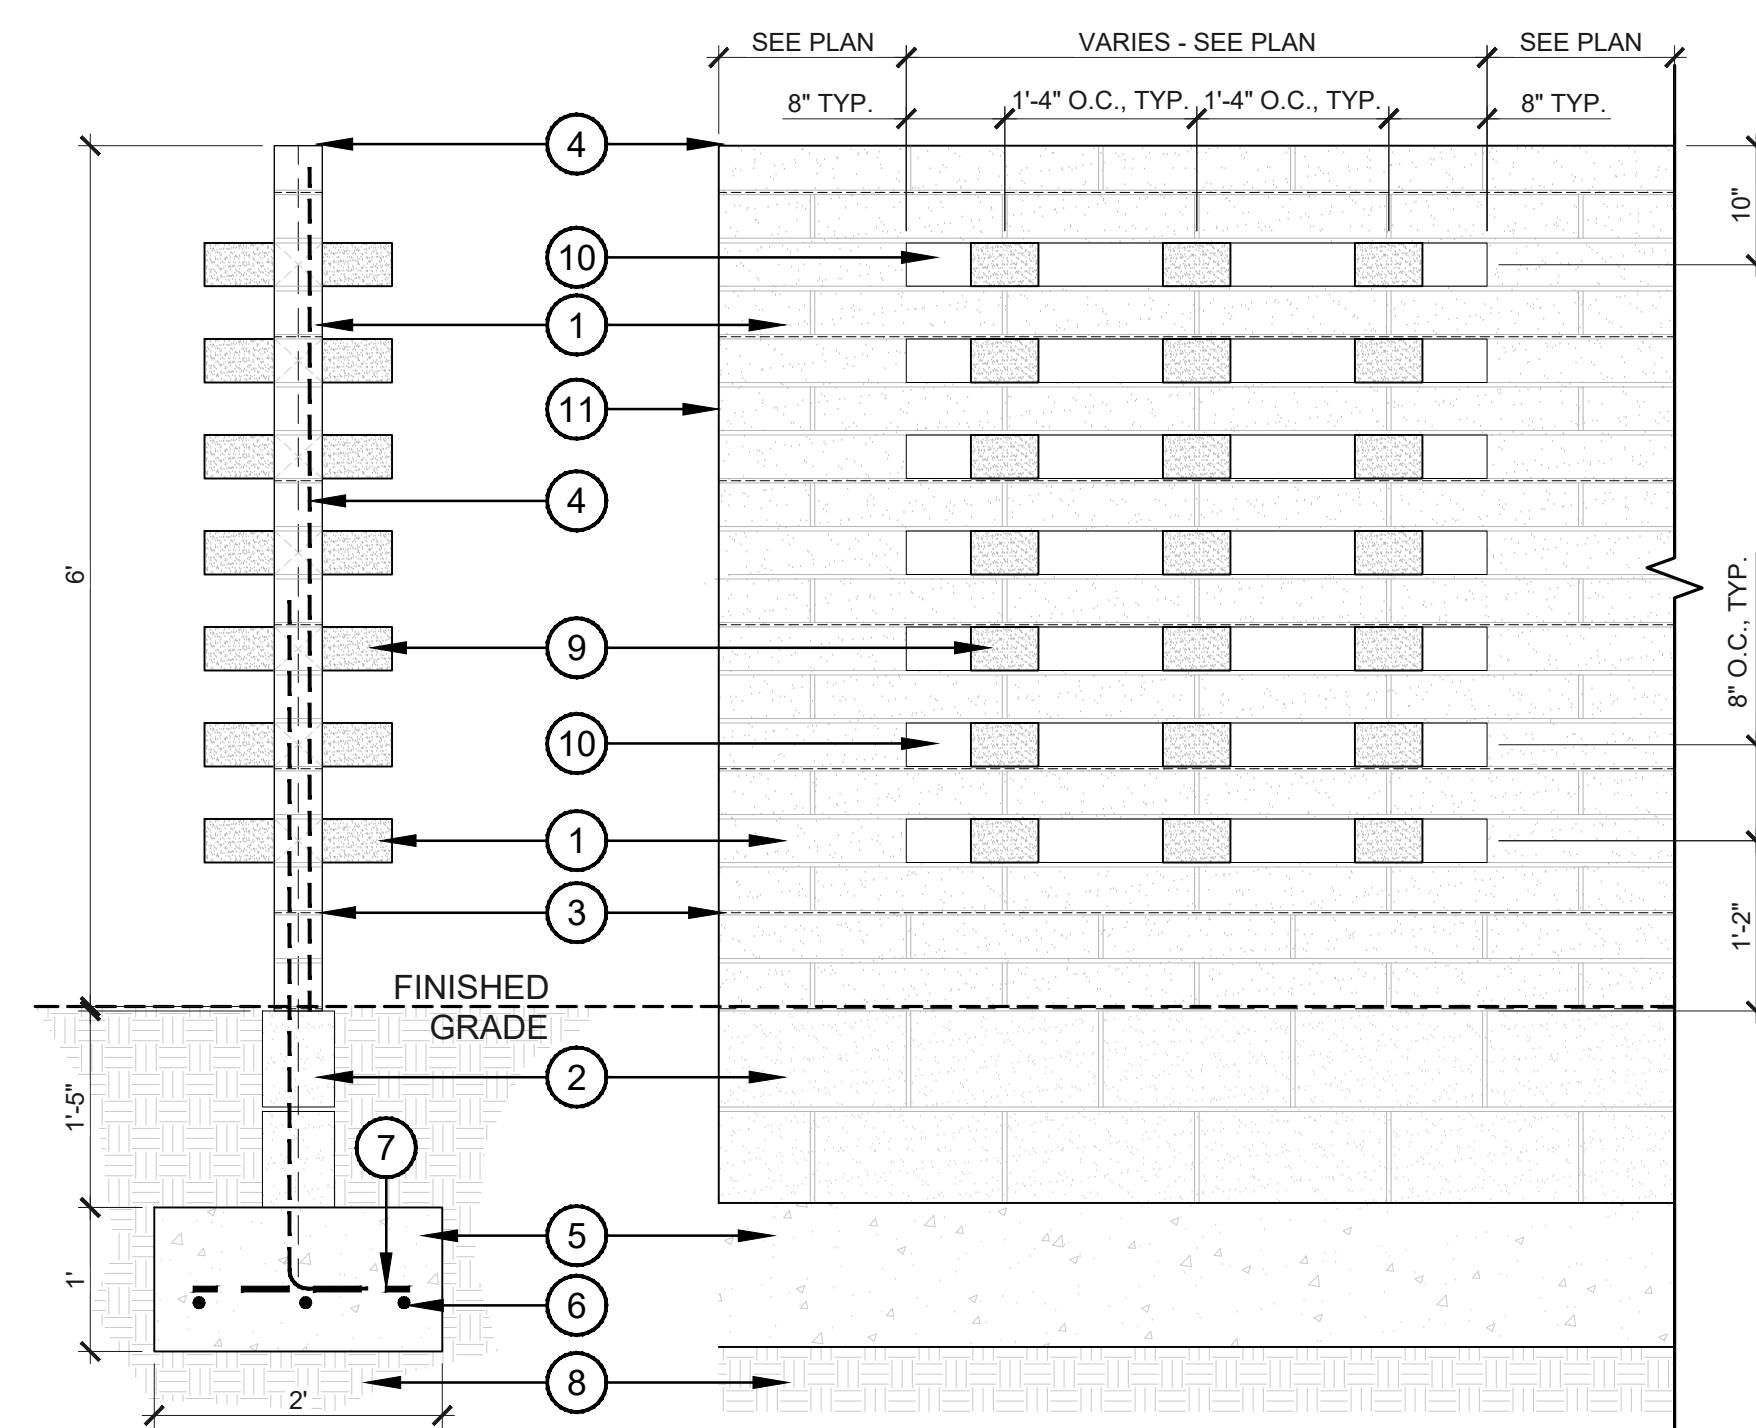 SEE PLAN
VARIES - SEE PLAN
SEE PLAN
8" TYP.
1'-4" O.C., TYP.
1'-4" O.C., TYP.
8" TYP.
4
10"
10
1
11
4
6'
8" O.C., TYP.
9
10
1
3
1'-2"
FINISHED
GRADE
2
1'-5"
7
5
1'
6
8
2'